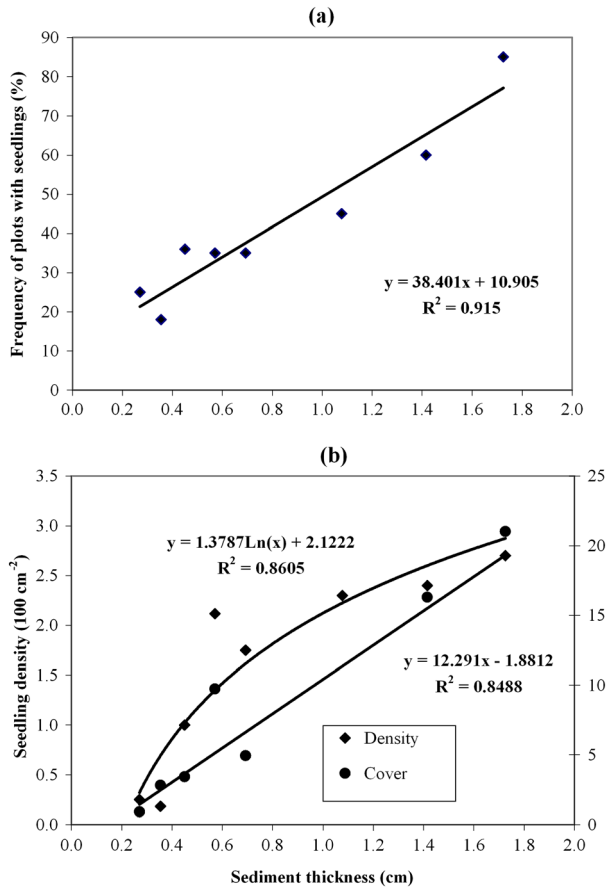 (a)
90
80
70
60
50
40
30
20
10
0
Frequency of plots with seedlings (%)
y = 38.401x + 10.905
R² = 0.915
0.0 0.2 0.4 0.6 0.8 1.0 1.2 1.4 1.6 1.8 2.0
(b)
3.5
3.0
2.5
2.0
1.5
1.0
0.5
0.0
Seedling density (100 cm⁻²)
25
20
15
10
5
0
y = 1.3787Ln(x) + 2.1222
R² = 0.8605
y = 12.291x - 1.8812
R² = 0.8488
Density
Cover
0.0 0.2 0.4 0.6 0.8 1.0 1.2 1.4 1.6 1.8 2.0
Sediment thickness (cm)